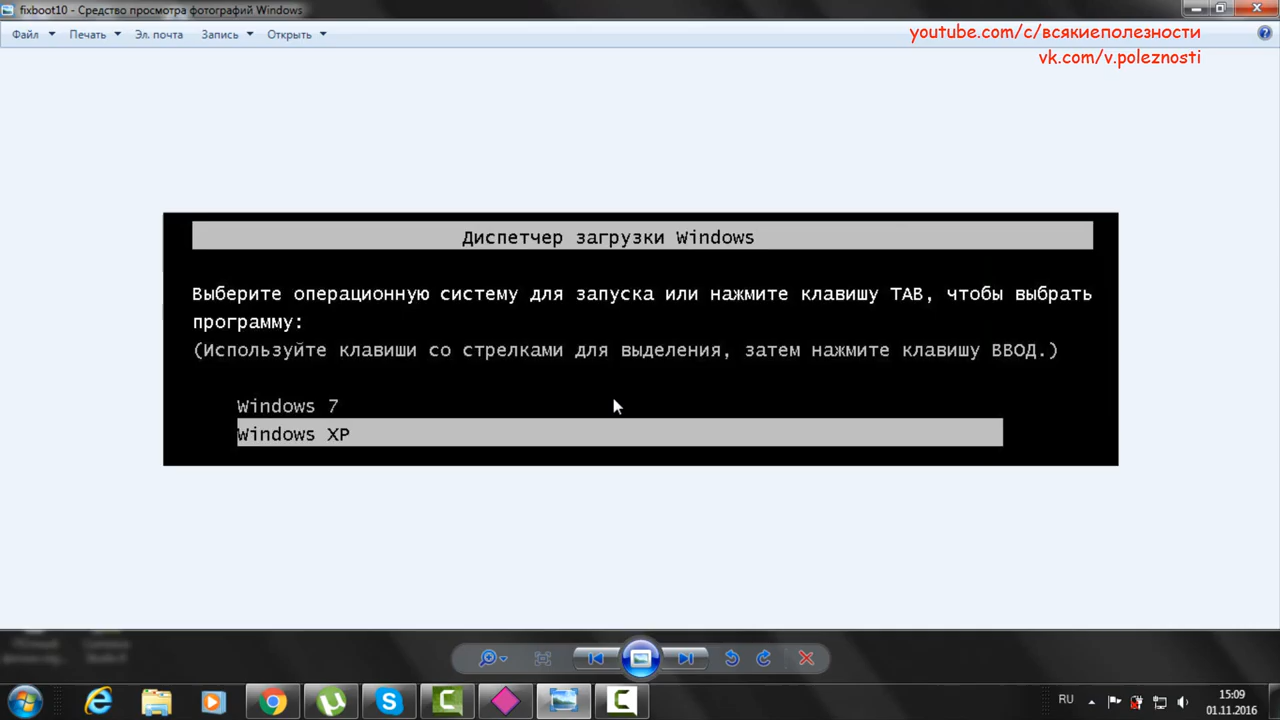 fixboot10 - Средство просмотра фотографий Windows
Файл Печать Эл. почта Запись Открыть
youtube.com/c/всякиеполезности
vk.com/v.poleznosti
Диспетчер загрузки Windows
Выберите операционную систему для запуска или нажмите клавишу TAB, чтобы выбрать
программу:
(Используйте клавиши со стрелками для выделения, затем нажмите клавишу ВВОД.)
Windows 7
Windows XP
RU
15:09
01.11.2016